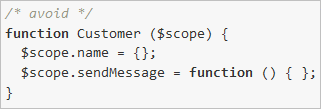 /* avoid */
function Customer ($scope) {
  $scope.name = {};
  $scope.sendMessage = function () { };
}